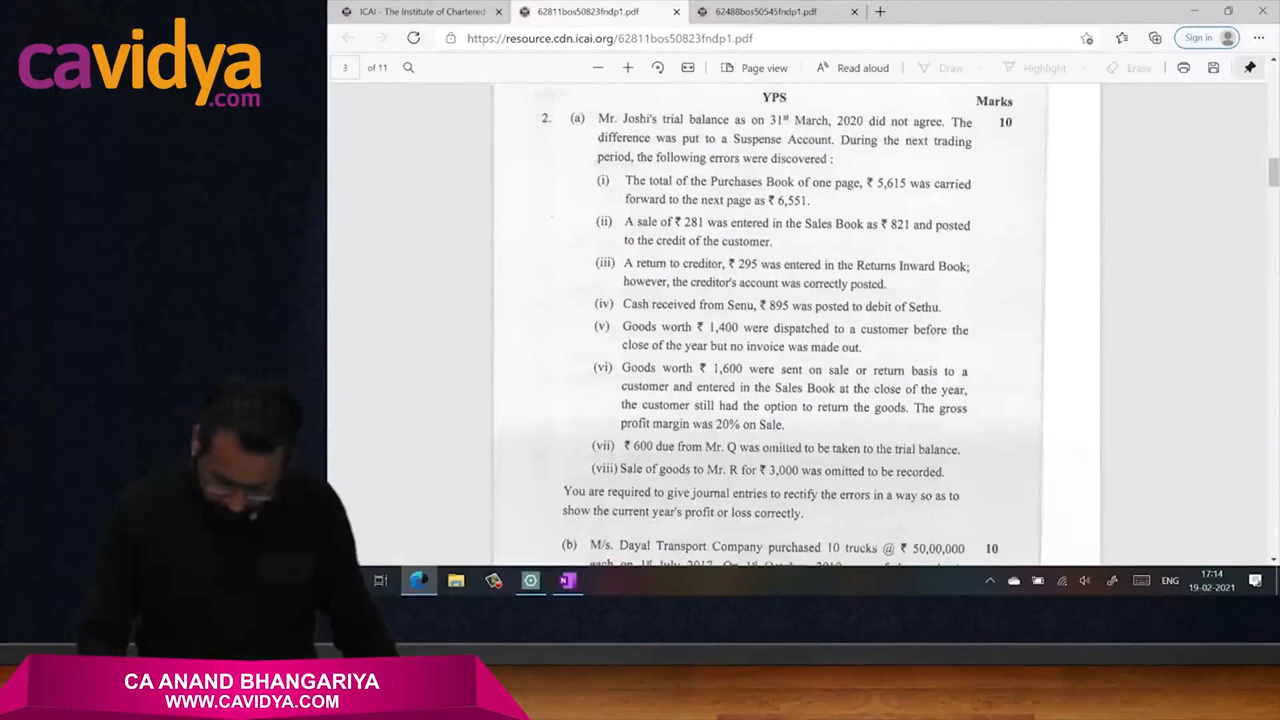 cavidya
.com
ICAI - The Institute of Chartered
62811bos50823fndp1.pdf
62488bos50545fndp1.pdf
https://resource.cdn.icai.org/62811bos50823fndp1.pdf
Sign in
3 of 11
Page view
Read aloud
Draw
Highlight
Erase
YPS
Marks
2. (a) Mr. Joshi's trial balance as on 31st March, 2020 did not agree. The 10
difference was put to a Suspense Account. During the next trading
period, the following errors were discovered :
(i) The total of the Purchases Book of one page, ₹ 5,615 was carried
forward to the next page as ₹ 6,551.
(ii) A sale of ₹ 281 was entered in the Sales Book as ₹ 821 and posted
to the credit of the customer.
(iii) A return to creditor, ₹ 295 was entered in the Returns Inward Book;
however, the creditor's account was correctly posted.
(iv) Cash received from Senu, ₹ 895 was posted to debit of Sethu.
(v) Goods worth ₹ 1,400 were dispatched to a customer before the
close of the year but no invoice was made out.
(vi) Goods worth ₹ 1,600 were sent on sale or return basis to a
customer and entered in the Sales Book at the close of the year,
the customer still had the option to return the goods. The gross
profit margin was 20% on Sale.
(vii) ₹ 600 due from Mr. Q was omitted to be taken to the trial balance.
(viii) Sale of goods to Mr. R for ₹ 3,000 was omitted to be recorded.
You are required to give journal entries to rectify the errors in a way so as to
show the current year's profit or loss correctly.
(b) M/s. Dayal Transport Company purchased 10 trucks @ ₹ 50,00,000 10
ENG
17:14
19-02-2021
CA ANAND BHANGARIYA
WWW.CAVIDYA.COM